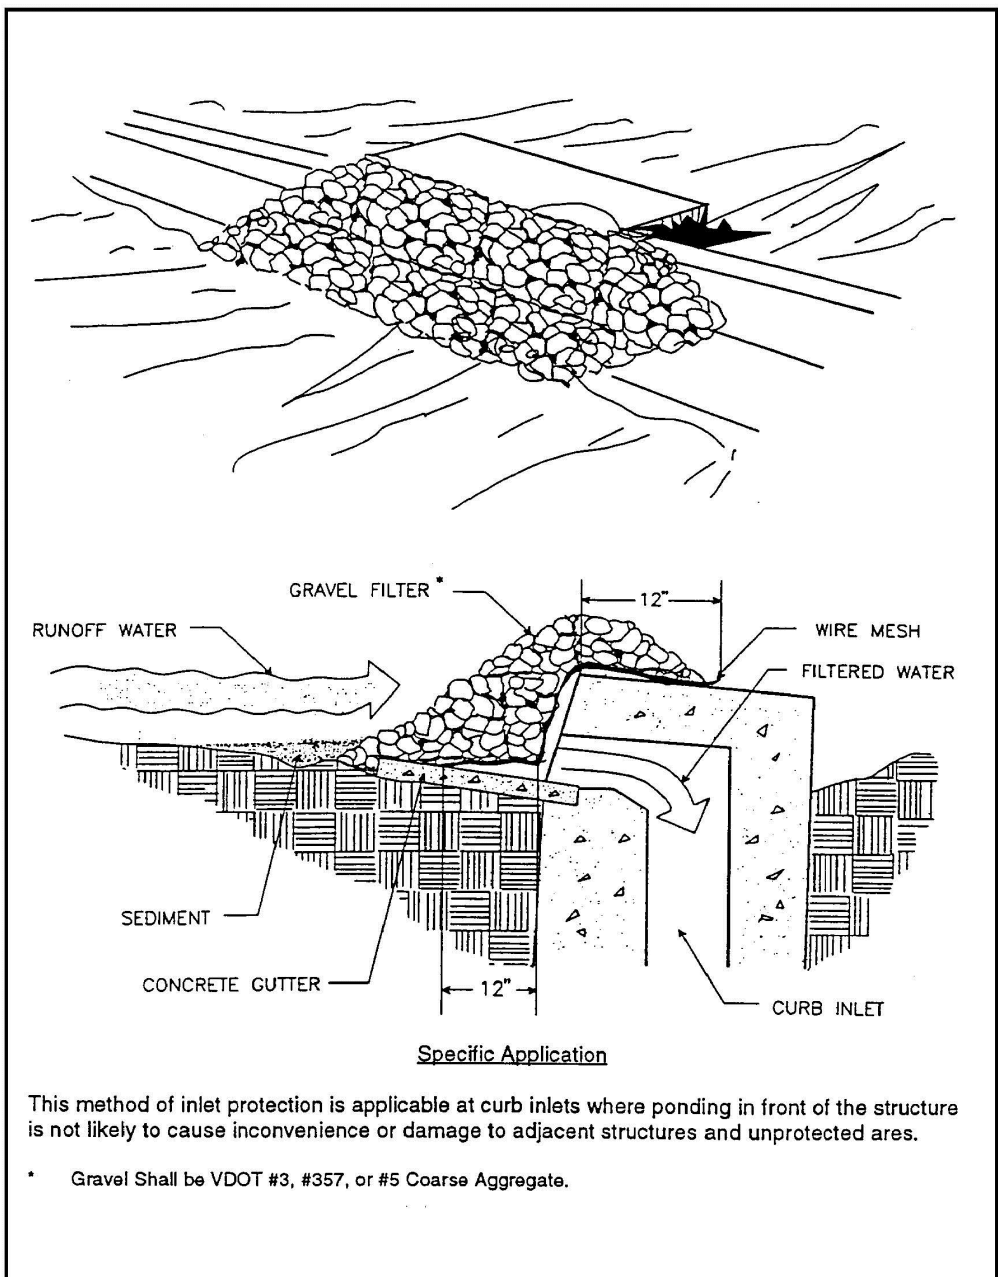 GRAVEL FILTER *
12"
RUNOFF WATER
WIRE MESH
FILTERED WATER
SEDIMENT
CONCRETE GUTTER
12"
CURB INLET
Specific Application
This method of inlet protection is applicable at curb inlets where ponding in front of the structure
is not likely to cause inconvenience or damage to adjacent structures and unprotected ares.
* Gravel Shall be VDOT #3, #357, or #5 Coarse Aggregate.